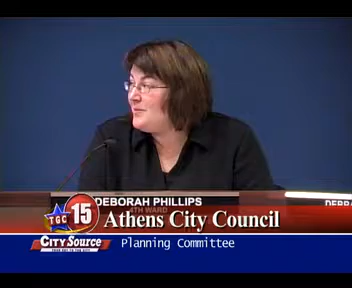 DEBORAH PHILLIPS
4TH WARD
TGC 15
Athens City Council
CITY SOURCE
Planning Committee